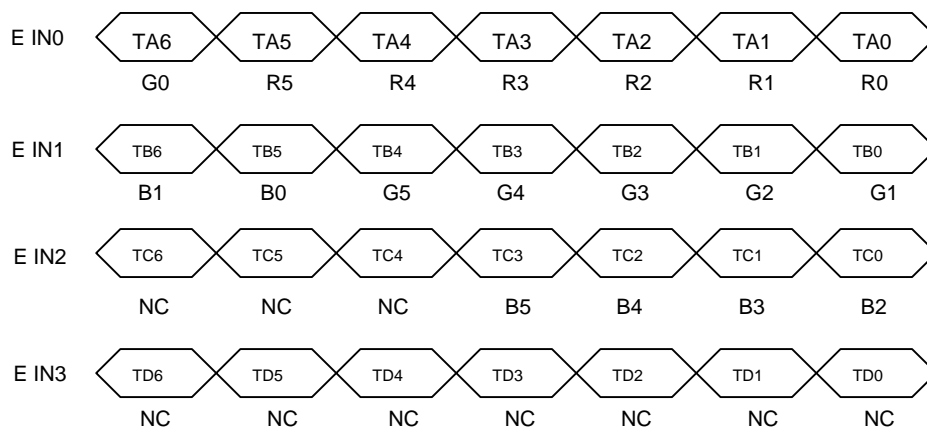 E IN0 TA6 TA5 TA4 TA3 TA2 TA1 TA0
G0 R5 R4 R3 R2 R1 R0
E IN1 TB6 TB5 TB4 TB3 TB2 TB1 TB0
B1 B0 G5 G4 G3 G2 G1
E IN2 TC6 TC5 TC4 TC3 TC2 TC1 TC0
NC NC NC B5 B4 B3 B2
E IN3 TD6 TD5 TD4 TD3 TD2 TD1 TD0
NC NC NC NC NC NC NC